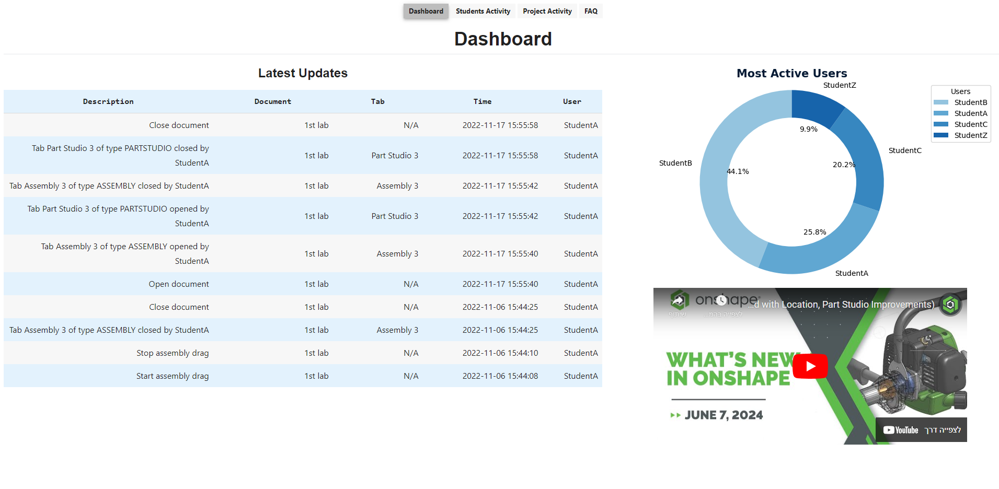 Dashboard Students Activity Project Activity FAQ
Dashboard
Latest Updates
Description Document Tab Time User
Close document 1st lab N/A 2022-11-17 15:55:58 StudentA
Tab Part Studio 3 of type PARTSTUDIO closed by
StudentA 1st lab Part Studio 3 2022-11-17 15:55:58 StudentA
Tab Assembly 3 of type ASSEMBLY closed by StudentA 1st lab Assembly 3 2022-11-17 15:55:42 StudentA
Tab Part Studio 3 of type PARTSTUDIO opened by
StudentA 1st lab Part Studio 3 2022-11-17 15:55:42 StudentA
Tab Assembly 3 of type ASSEMBLY opened by
StudentA 1st lab Assembly 3 2022-11-17 15:55:40 StudentA
Open document 1st lab N/A 2022-11-17 15:55:40 StudentA
Close document 1st lab N/A 2022-11-06 15:44:25 StudentA
Tab Assembly 3 of type ASSEMBLY closed by StudentA 1st lab Assembly 3 2022-11-06 15:44:25 StudentA
Stop assembly drag 1st lab N/A 2022-11-06 15:44:10 StudentA
Start assembly drag 1st lab N/A 2022-11-06 15:44:08 StudentA
Most Active Users
StudentZ
9.9%
StudentC
20.2%
StudentB
44.1%
25.8%
StudentA
Users
StudentB
StudentA
StudentC
StudentZ
onshape
...d with Location, Part Studio Improvements)
שיתוף
לצפייה בהמ...
WHAT'S NEW
IN ONSHAPE
JUNE 7, 2024
לצפייה דרך YouTube